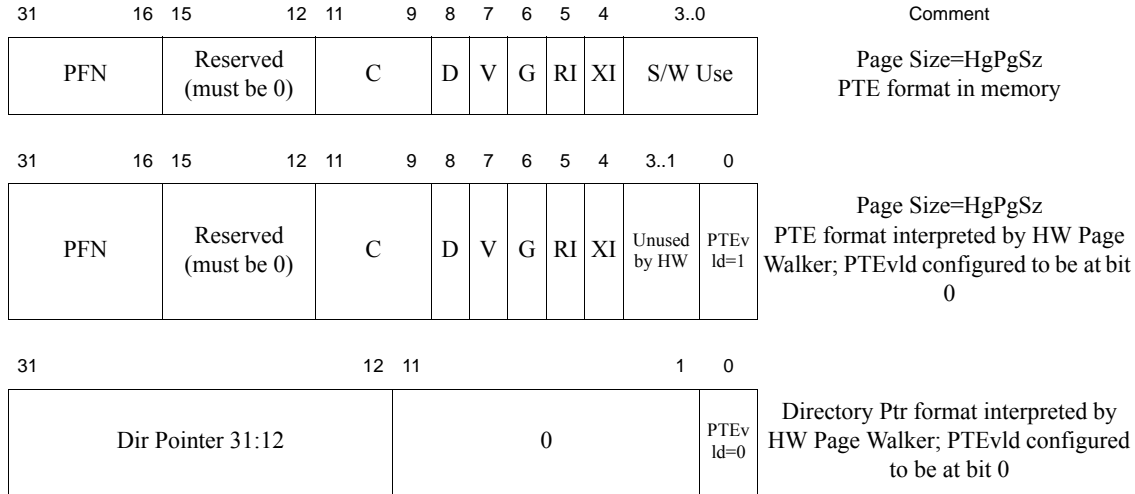 31 16 15 12 11 9 8 7 6 5 4 3..0 Comment
PFN Reserved (must be 0) C D V G RI XI S/W Use Page Size=HgPgSz
PTE format in memory
31 16 15 12 11 9 8 7 6 5 4 3..1 0
PFN Reserved (must be 0) C D V G RI XI Unused by HW PTEv ld=1 Page Size=HgPgSz
PTE format interpreted by HW Page
Walker; PTEvld configured to be at bit
0
31 12 11 1 0
Dir Pointer 31:12 0 PTEv ld=0 Directory Ptr format interpreted by
HW Page Walker; PTEvld configured
to be at bit 0